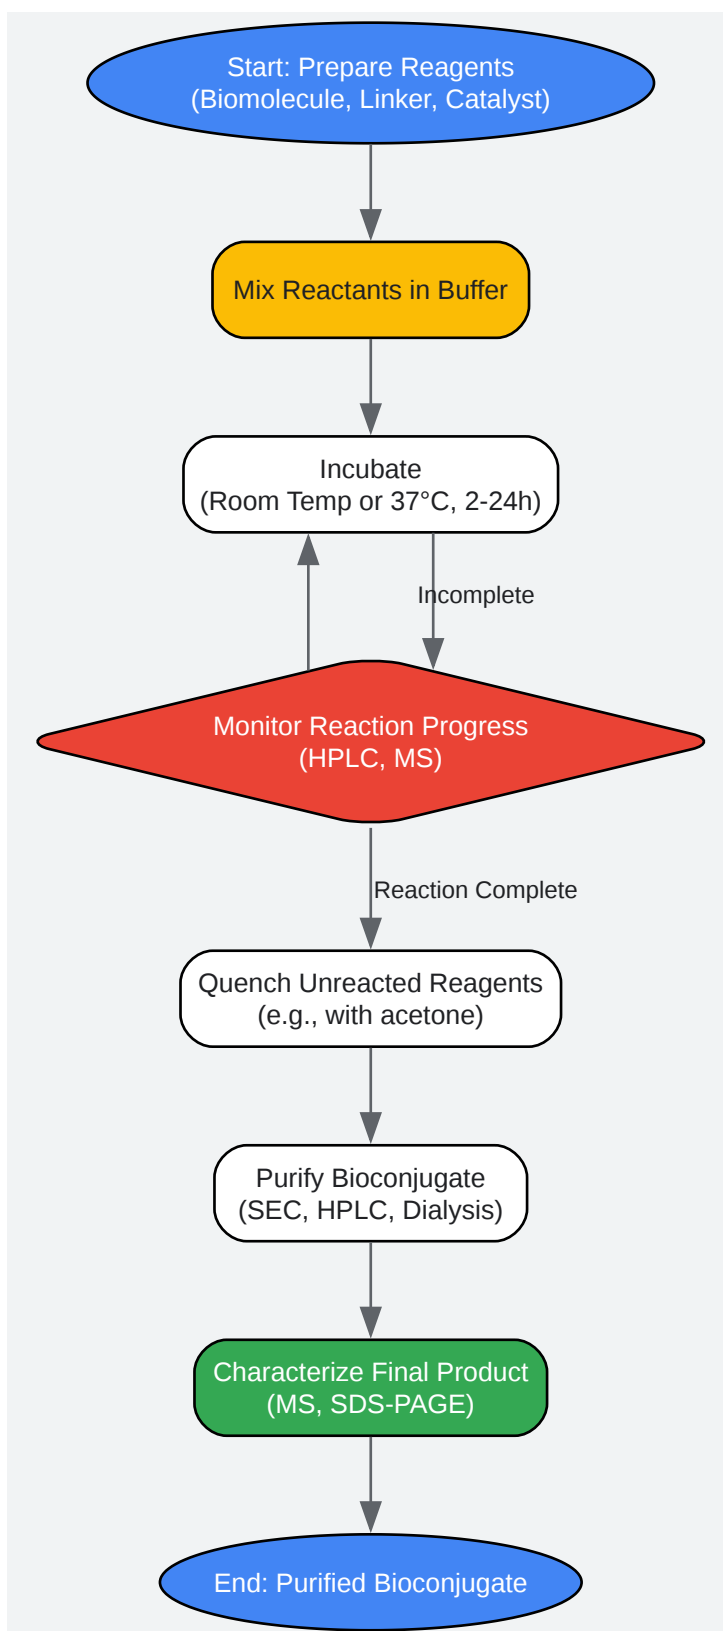 Start: Prepare Reagents
(Biomolecule, Linker, Catalyst)
Mix Reactants in Buffer
Incubate
(Room Temp or 37°C, 2-24h)
Incomplete
Monitor Reaction Progress
(HPLC, MS)
Reaction Complete
Quench Unreacted Reagents
(e.g., with acetone)
Purify Bioconjugate
(SEC, HPLC, Dialysis)
Characterize Final Product
(MS, SDS-PAGE)
End: Purified Bioconjugate